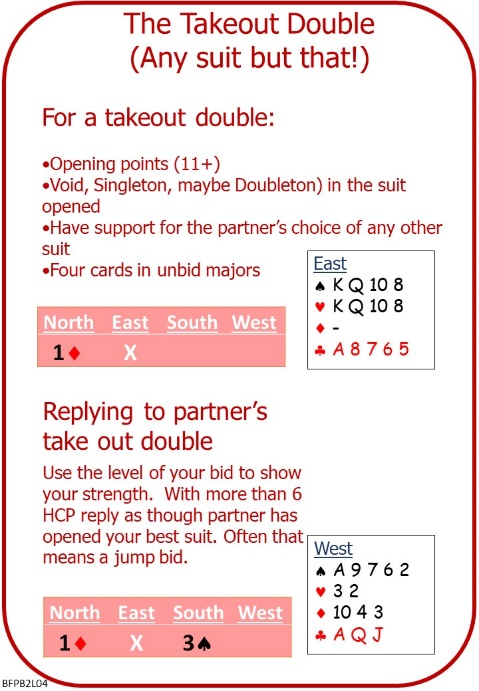 The Takeout Double
(Any suit but that!)
For a takeout double:
•Opening points (11+)
•Void, Singleton, maybe Doubleton) in the suit
opened
•Have support for the partner's choice of any other
suit
•Four cards in unbid majors
East
♠ K Q 10 8
♥ K Q 10 8
♦ -
♣ A 8 7 6 5
North East South West
1♦ X
Replying to partner's
take out double
Use the level of your bid to show
your strength. With more than 6
HCP reply as though partner has
opened your best suit. Often that
means a jump bid.
West
♠ A 9 7 6 2
♥ 3 2
♦ 10 4 3
♣ A Q J
North East South West
1♦ X 3♠
BFPB2L04